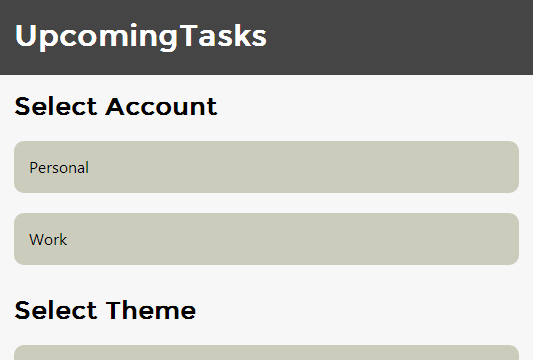 UpcomingTasks
Select Account
Personal
Work
Select Theme